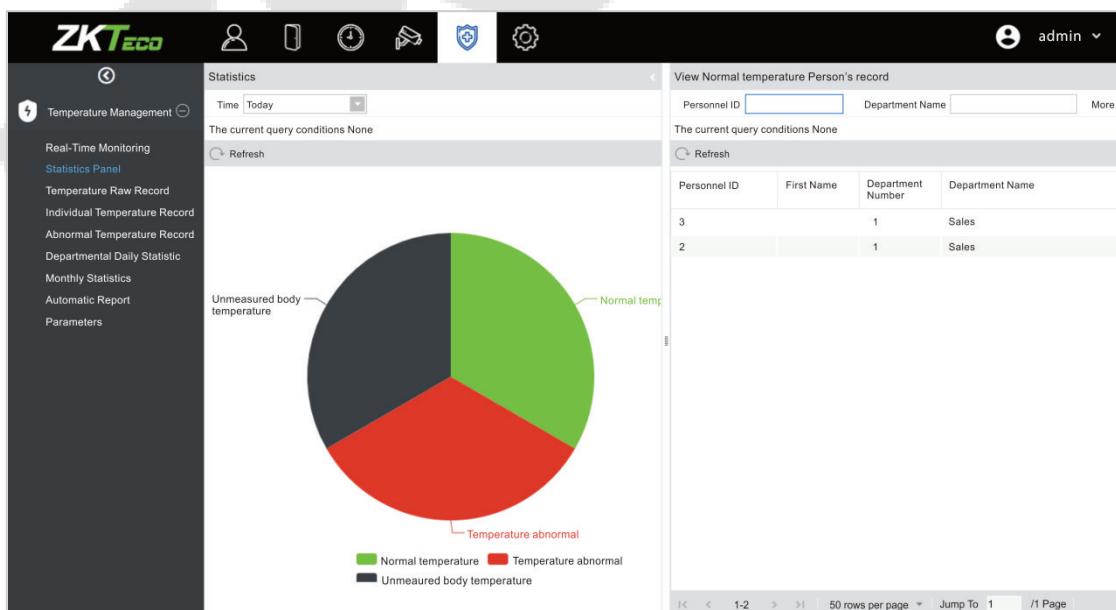 ZKTECO
admin
Temperature Management
Real-Time Monitoring
Statistics Panel
Temperature Raw Record
Individual Temperature Record
Abnormal Temperature Record
Departmental Daily Statistic
Monthly Statistics
Automatic Report
Parameters
Statistics
Time Today
The current query conditions None
Refresh
Unmeasured body
temperature
Normal temp
Temperature abnormal
Normal temperature Temperature abnormal
Unmeaured body temperature
View Normal temperature Person's record
Personnel ID Department Name More
The current query conditions None
Refresh
Personnel ID First Name Department Number Department Name
3 1 Sales
2 1 Sales
1-2 50 rows per page Jump To 1 /1 Page